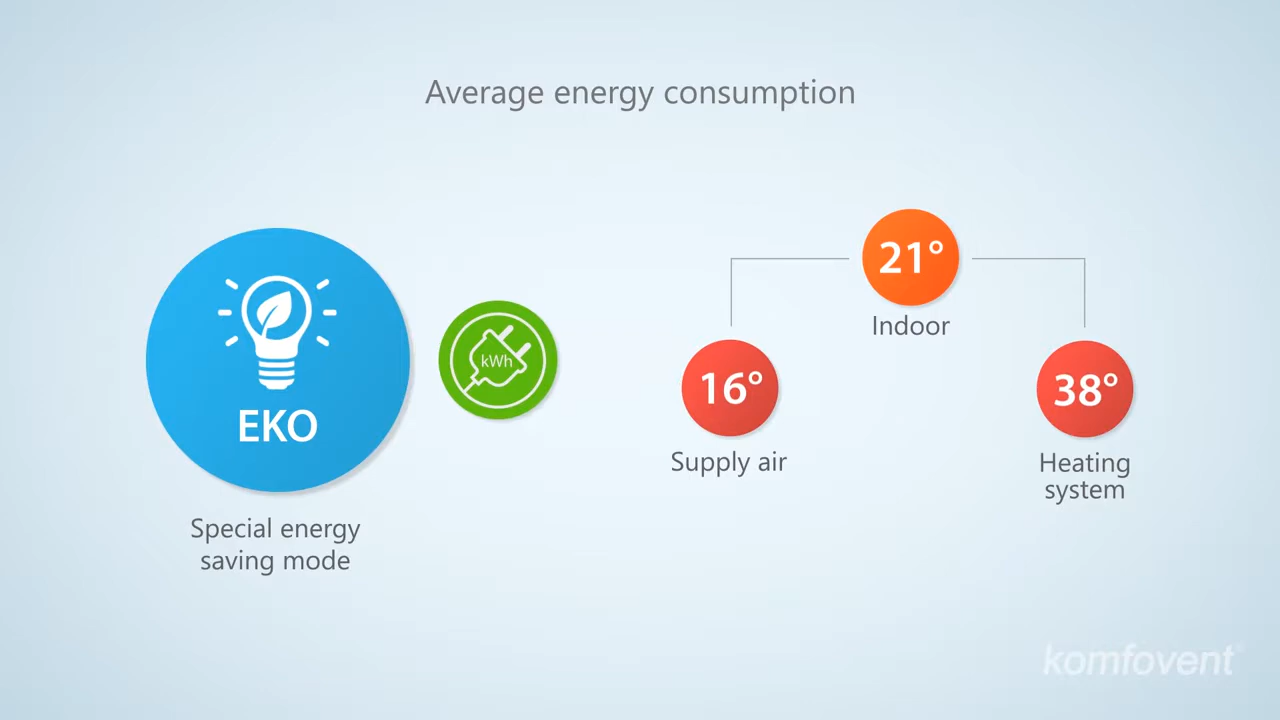 Average energy consumption
EKO
Special energy
saving mode
kWh
21°
Indoor
16°
Supply air
38°
Heating
system
komfovent®